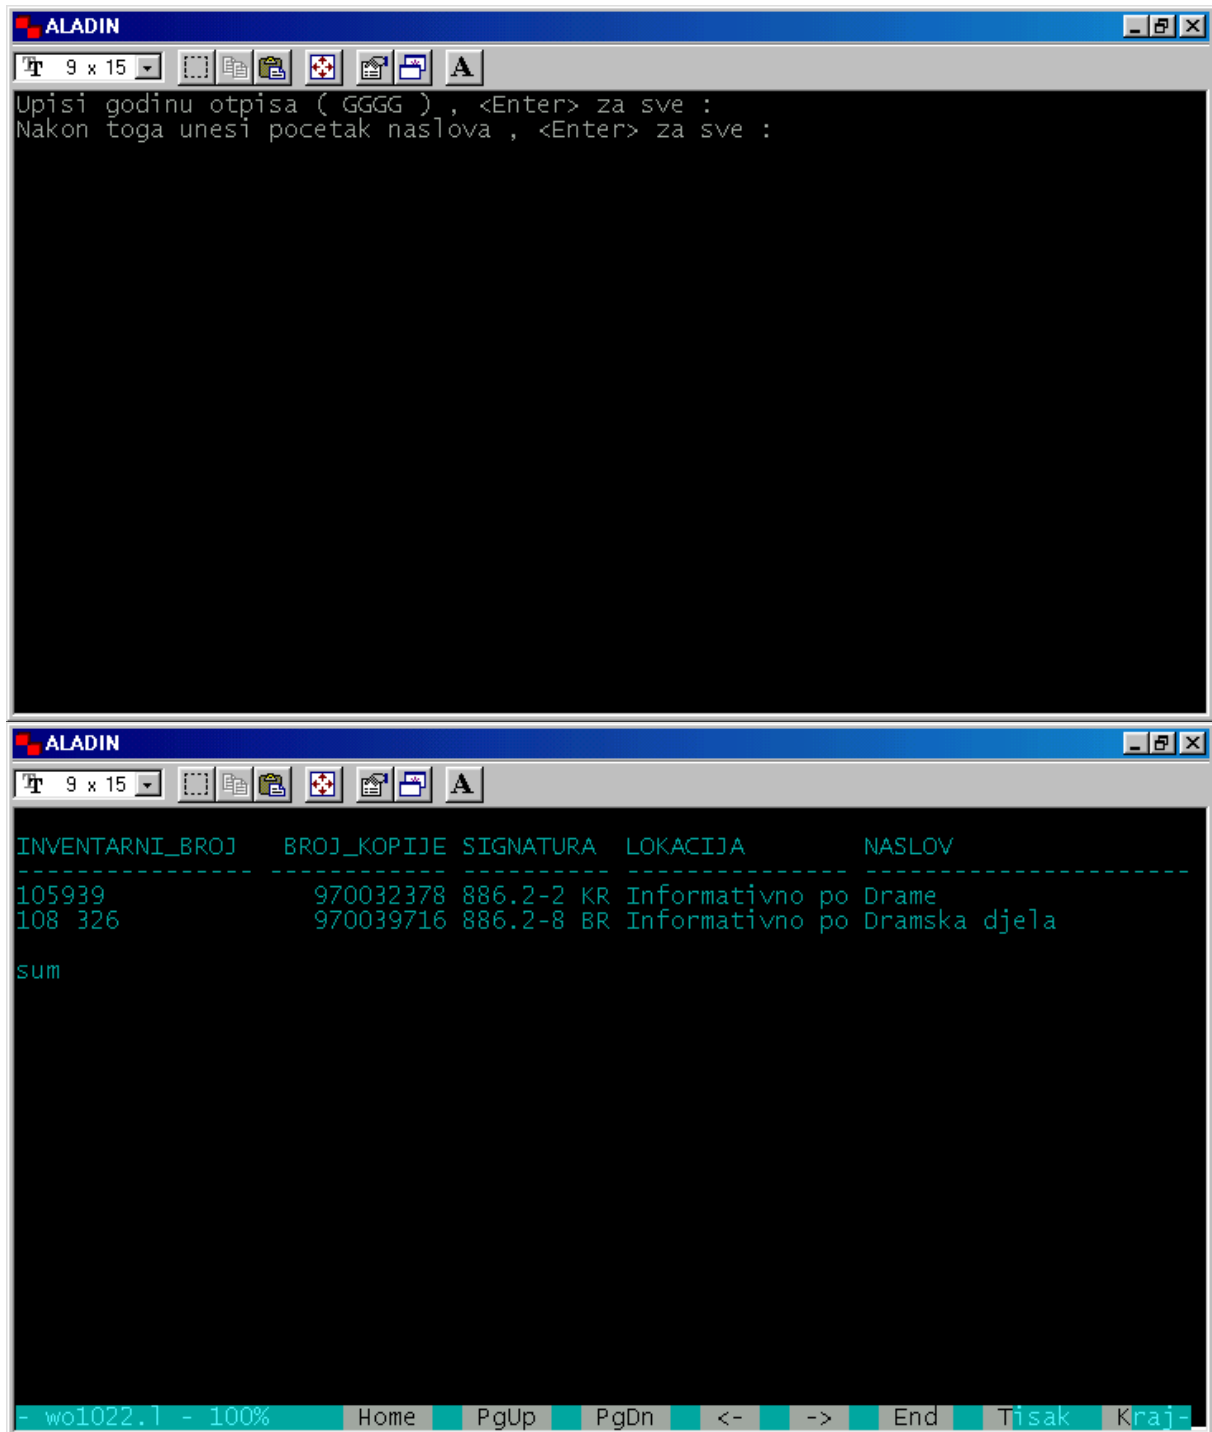 ALADIN
9 x 15
A
Upisi godinu otpisa ( GGGG ) , <Enter> za sve :
Nakon toga unesi pocetak naslova , <Enter> za sve :
ALADIN
9 x 15
A
INVENTARNI_BROJ BROJ_KOPIJE SIGNATURA LOKACIJA NASLOV
---------------- ------------ ---------- --------------- ----------------------
105939 970032378 886.2-2 KR Informativno po Drame
108 326 970039716 886.2-8 BR Informativno po Dramska djela
sum
- wo1022.l - 100% Home PgUp PgDn <- -> End Tisak Kraj-